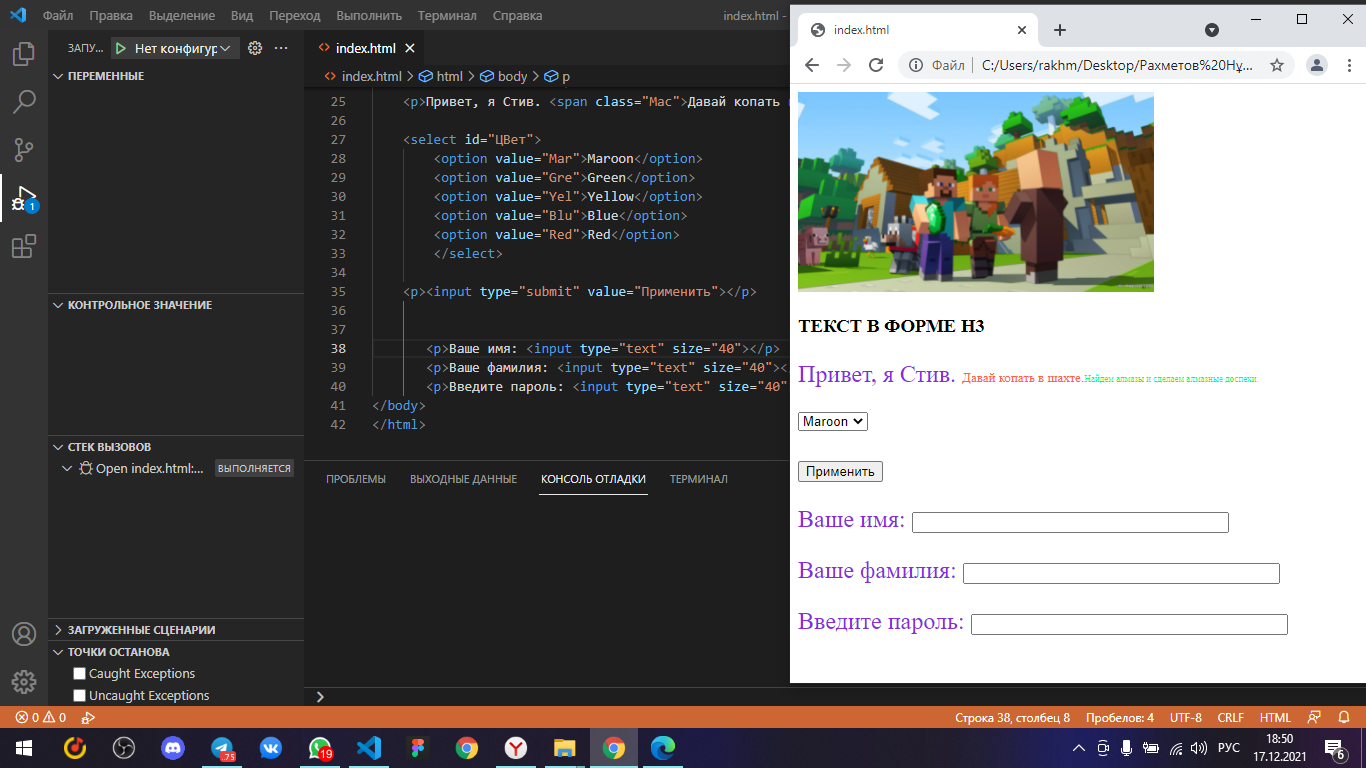 Файл Правка Выделение Вид Переход Выполнить Терминал Справка index.html -
ЗАПУ... Нет конфигур
ПЕРЕМЕННЫЕ
КОНТРОЛЬНОЕ ЗНАЧЕНИЕ
СТЕК ВЫЗОВОВ
Open index.html:... ВЫПОЛНЯЕТСЯ
ЗАГРУЖЕННЫЕ СЦЕНАРИИ
ТОЧКИ ОСТАНОВА
Caught Exceptions
Uncaught Exceptions
1
index.html
index.html > html > body > p
25 <p>Привет, я Стив. <span class="Mac">Давай копать
26
27 <select id="ЦВет">
28 <option value="Mar">Maroon</option>
29 <option value="Gre">Green</option>
30 <option value="Yel">Yellow</option>
31 <option value="Blu">Blue</option>
32 <option value="Red">Red</option>
33 </select>
34
35 <p><input type="submit" value="Применить"></p>
36
37
38 <p>Ваше имя: <input type="text" size="40"></p>
39 <p>Ваше фамилия: <input type="text" size="40"><
40 <p>Введите пароль: <input type="text" size="40"
41 </body>
42 </html>
ПРОБЛЕМЫ ВЫХОДНЫЕ ДАННЫЕ КОНСОЛЬ ОТЛАДКИ ТЕРМИНАЛ
index.html
Файл | C:/Users/rakhm/Desktop/Рахметов%20Ну...
ТЕКСТ В ФОРМЕ H3
Привет, я Стив. Давай копать в шахте. Найдем алмазы и сделаем алмазные доспехи.
Maroon
Применить
Ваше имя:
Ваше фамилия:
Введите пароль:
0 0 Строка 38, столбец 8 Пробелов: 4 UTF-8 CRLF HTML
75 19 РУС 18:50
17.12.2021 6